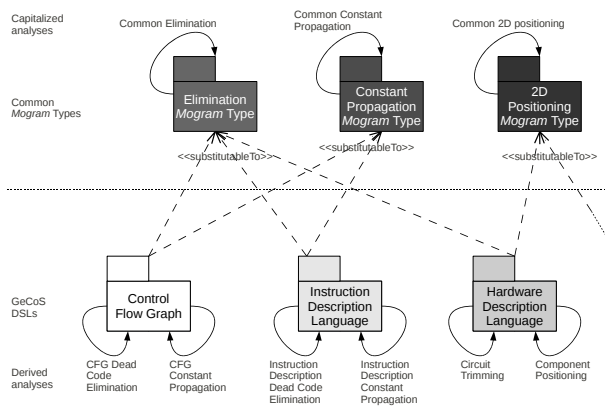 Capitalized
analyses
Common Elimination
Common Constant
Propagation
Common 2D positioning
Common
Mogram Types
Elimination
Mogram Type
Constant
Propagation
Mogram Type
2D
Positioning
Mogram Type
<<substitutableTo>>
<<substitutableTo>>
<<substitutableTo>>
GeCoS
DSLs
Control
Flow Graph
Instruction
Description
Language
Hardware
Description
Language
Derived
analyses
CFG Dead
Code
Elimination
CFG
Constant
Propagation
Instruction
Description
Dead Code
Elimination
Instruction
Description
Constant
Propagation
Circuit
Trimming
Component
Positioning